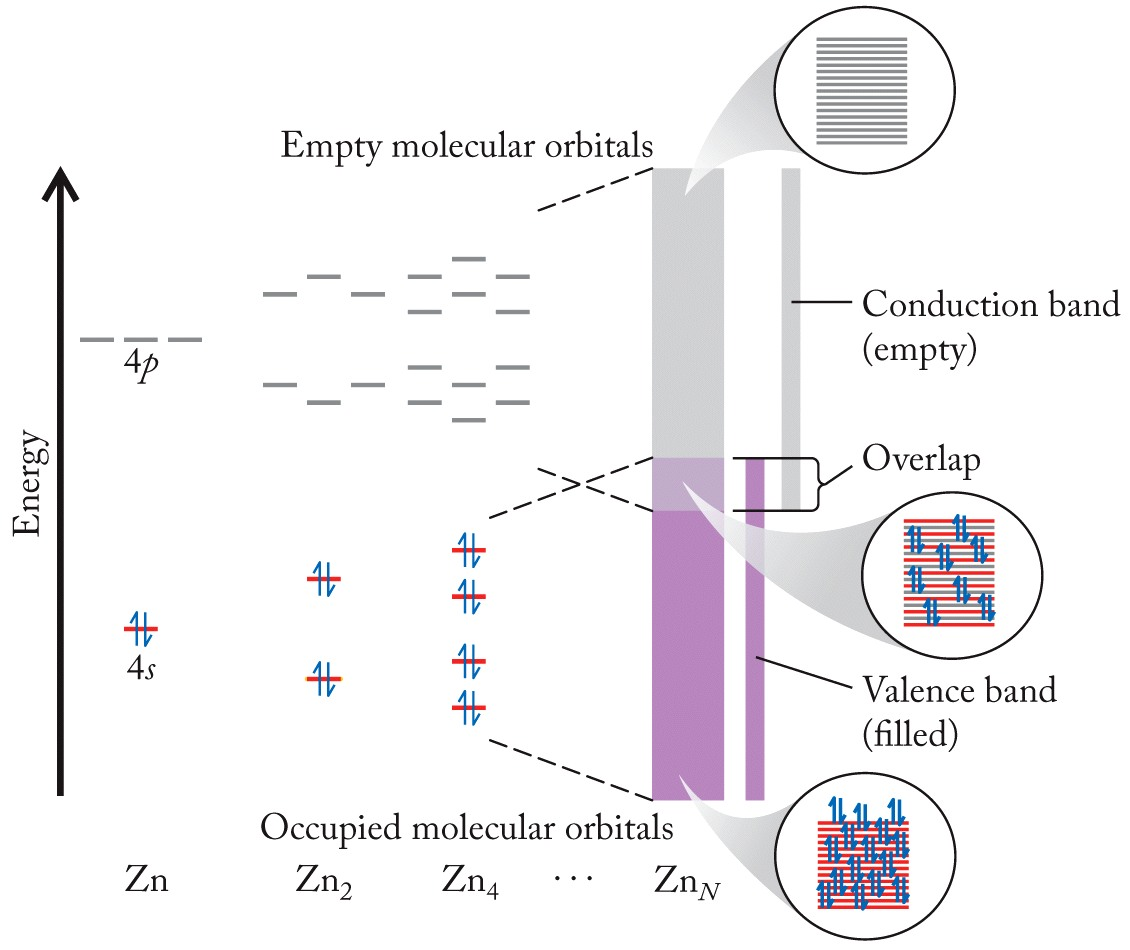 Empty molecular orbitals
Energy
4p
4s
Conduction band
(empty)
Overlap
Valence band
(filled)
Occupied molecular orbitals
Zn Zn₂ Zn₄ ⋯ Zn_N